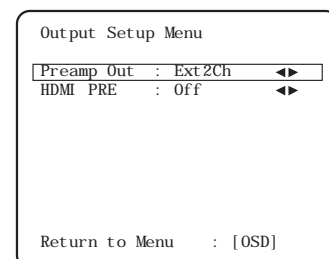 Output Setup Menu
Preamp Out : Ext2Ch ◄►
HDMI PRE : Off ◄►
Return to Menu : [OSD]